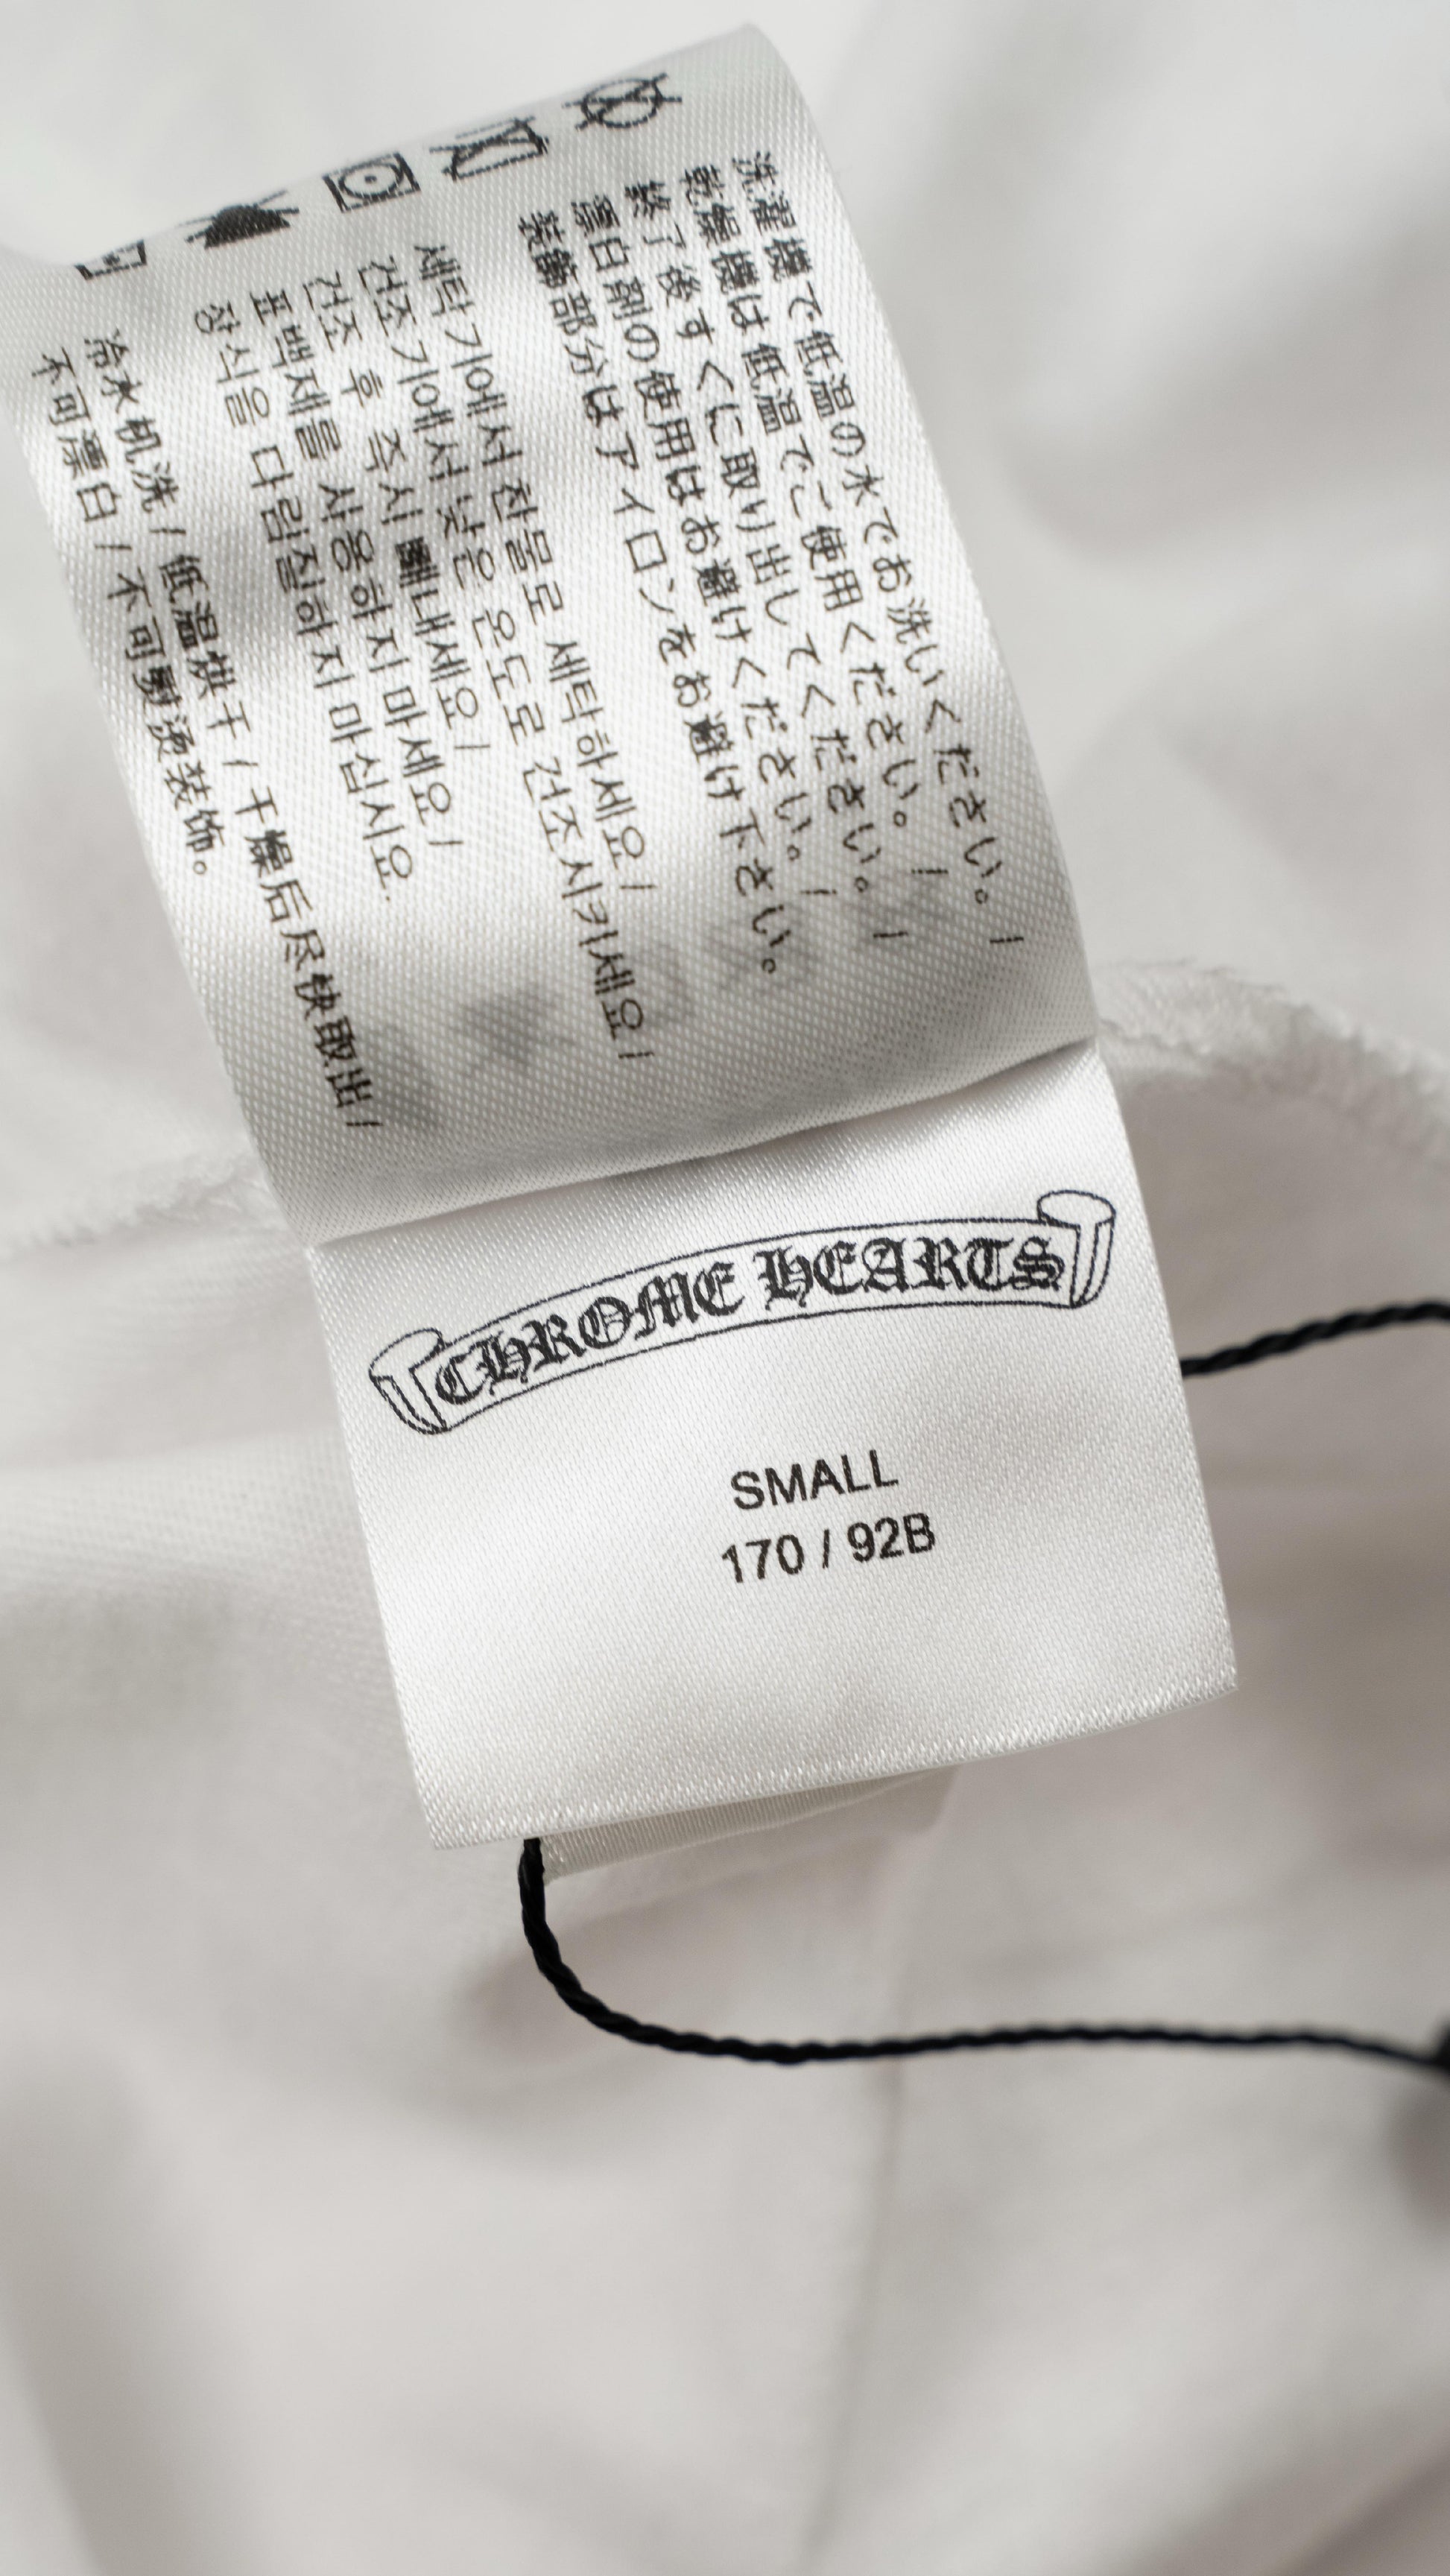 洗濯機で低温の水でお洗いください。/
乾燥機は低温でご使用ください。/
終了後すぐに取り出してください。/
漂白剤の使用はお避けください。/
装飾部分はアイロンをお避け下さい。
세탁기에서 찬물로 세탁하세요/
건조기에서 낮은 온도로 건조시키세요/
건조 후 즉시 빼내세요/
표백제를 사용하지 마세요/
장식을 다림질하지 마십시요.
冷水机洗/低温烘干/干燥后尽快取出/
不可漂白/不可熨烫装饰。
CHROME HEARTS
SMALL
170 / 92B